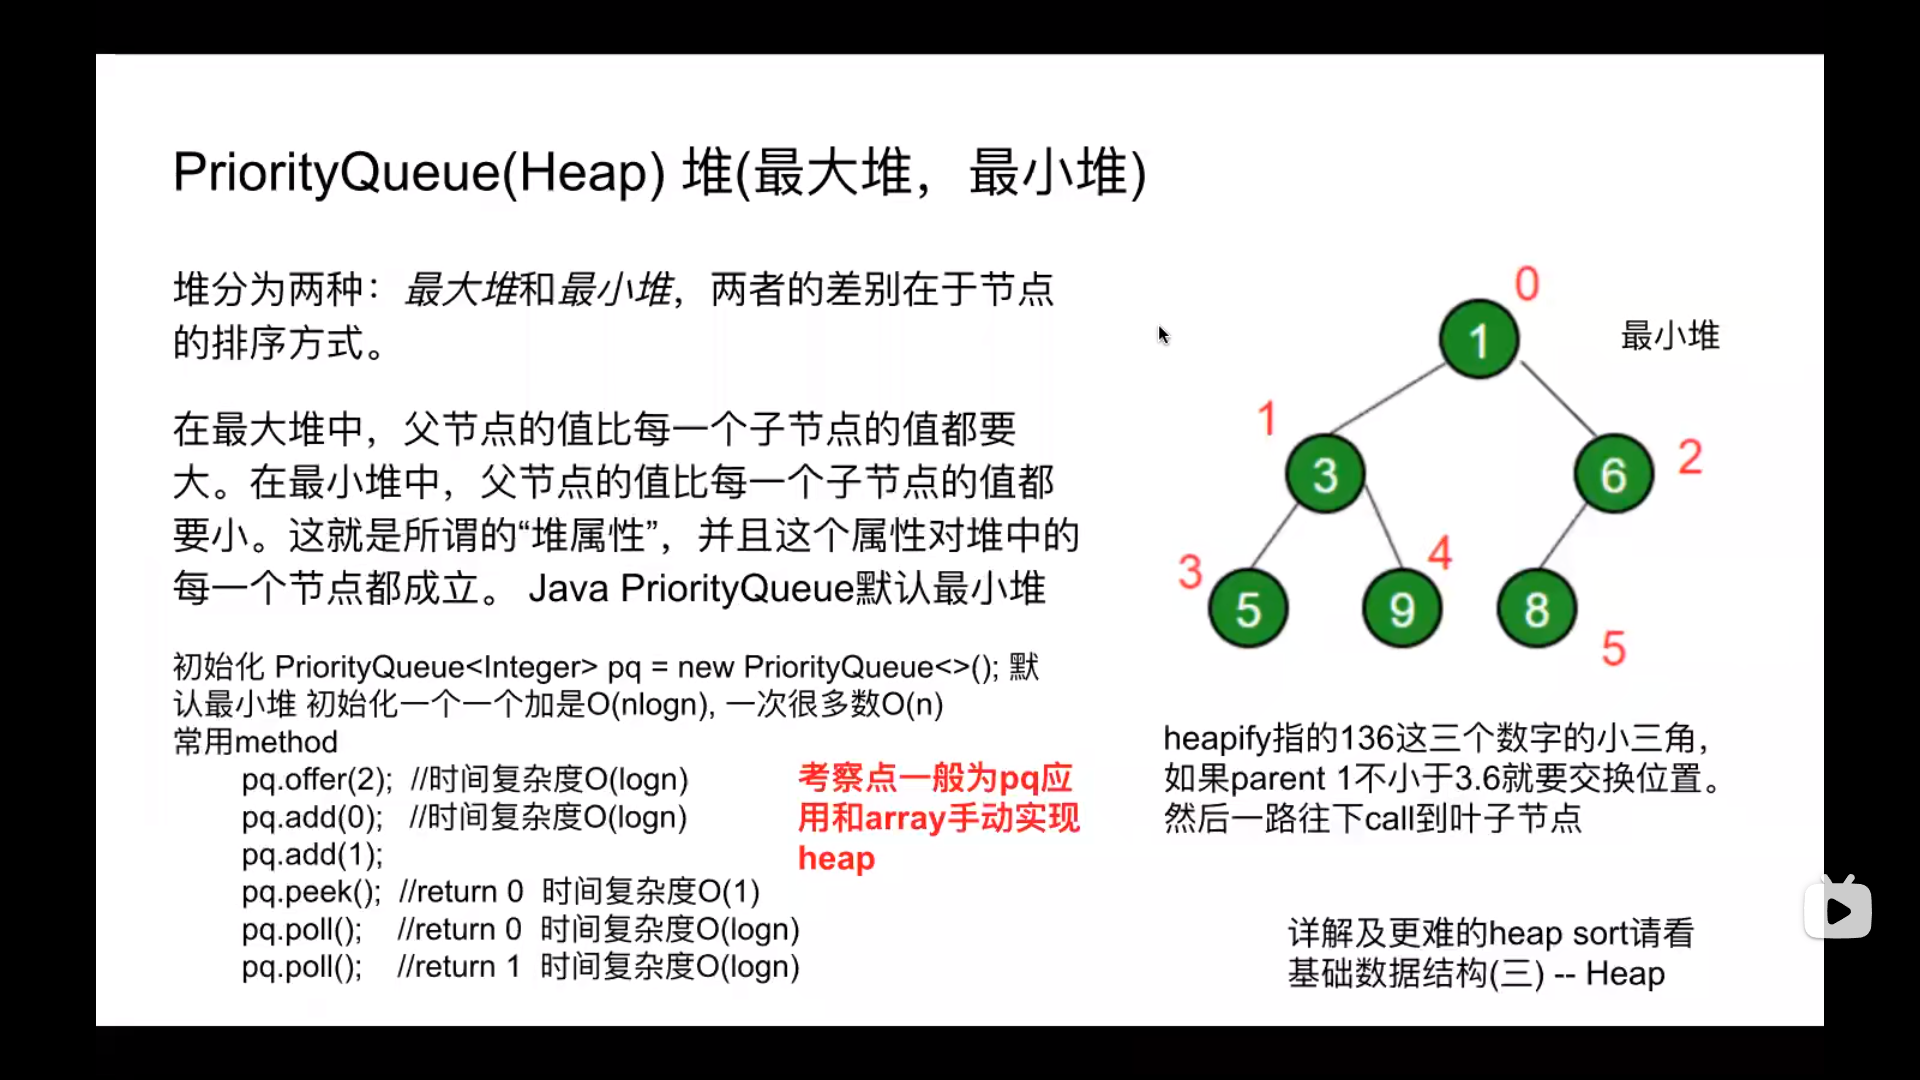 PriorityQueue(Heap) 堆(最大堆，最小堆)
堆分为两种：最大堆和最小堆，两者的差别在于节点
的排序方式。
在最大堆中，父节点的值比每一个子节点的值都要
大。在最小堆中，父节点的值比每一个子节点的值都
要小。这就是所谓的“堆属性”，并且这个属性对堆中的
每一个节点都成立。 Java PriorityQueue默认最小堆
初始化 PriorityQueue<Integer> pq = new PriorityQueue<>(); 默
认最小堆 初始化一个一个加是O(nlogn), 一次很多数O(n)
常用method
pq.offer(2); //时间复杂度O(logn)
pq.add(0); //时间复杂度O(logn)
pq.add(1);
pq.peek(); //return 0 时间复杂度O(1)
pq.poll(); //return 0 时间复杂度O(logn)
pq.poll(); //return 1 时间复杂度O(logn)
考察点一般为pq应
用和array手动实现
heap
0
1
最小堆
1
3
6
2
3
4
5
9
8
5
heapify指的136这三个数字的小三角，
如果parent 1不小于3.6就要交换位置。
然后一路往下call到叶子节点
详解及更难的heap sort请看
基础数据结构(三) -- Heap